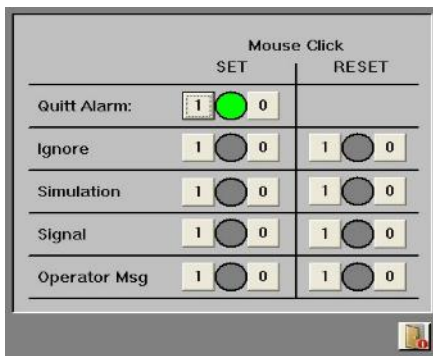 Mouse Click
SET RESET
Quitt Alarm: 1 0
Ignore 1 0 1 0
Simulation 1 0 1 0
Signal 1 0 1 0
Operator Msg 1 0 1 0